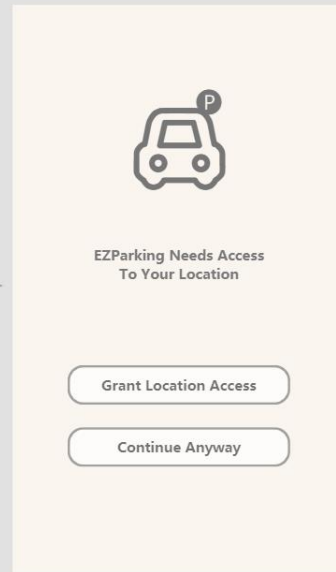 P
EZParking Needs Access
To Your Location
Grant Location Access
Continue Anyway